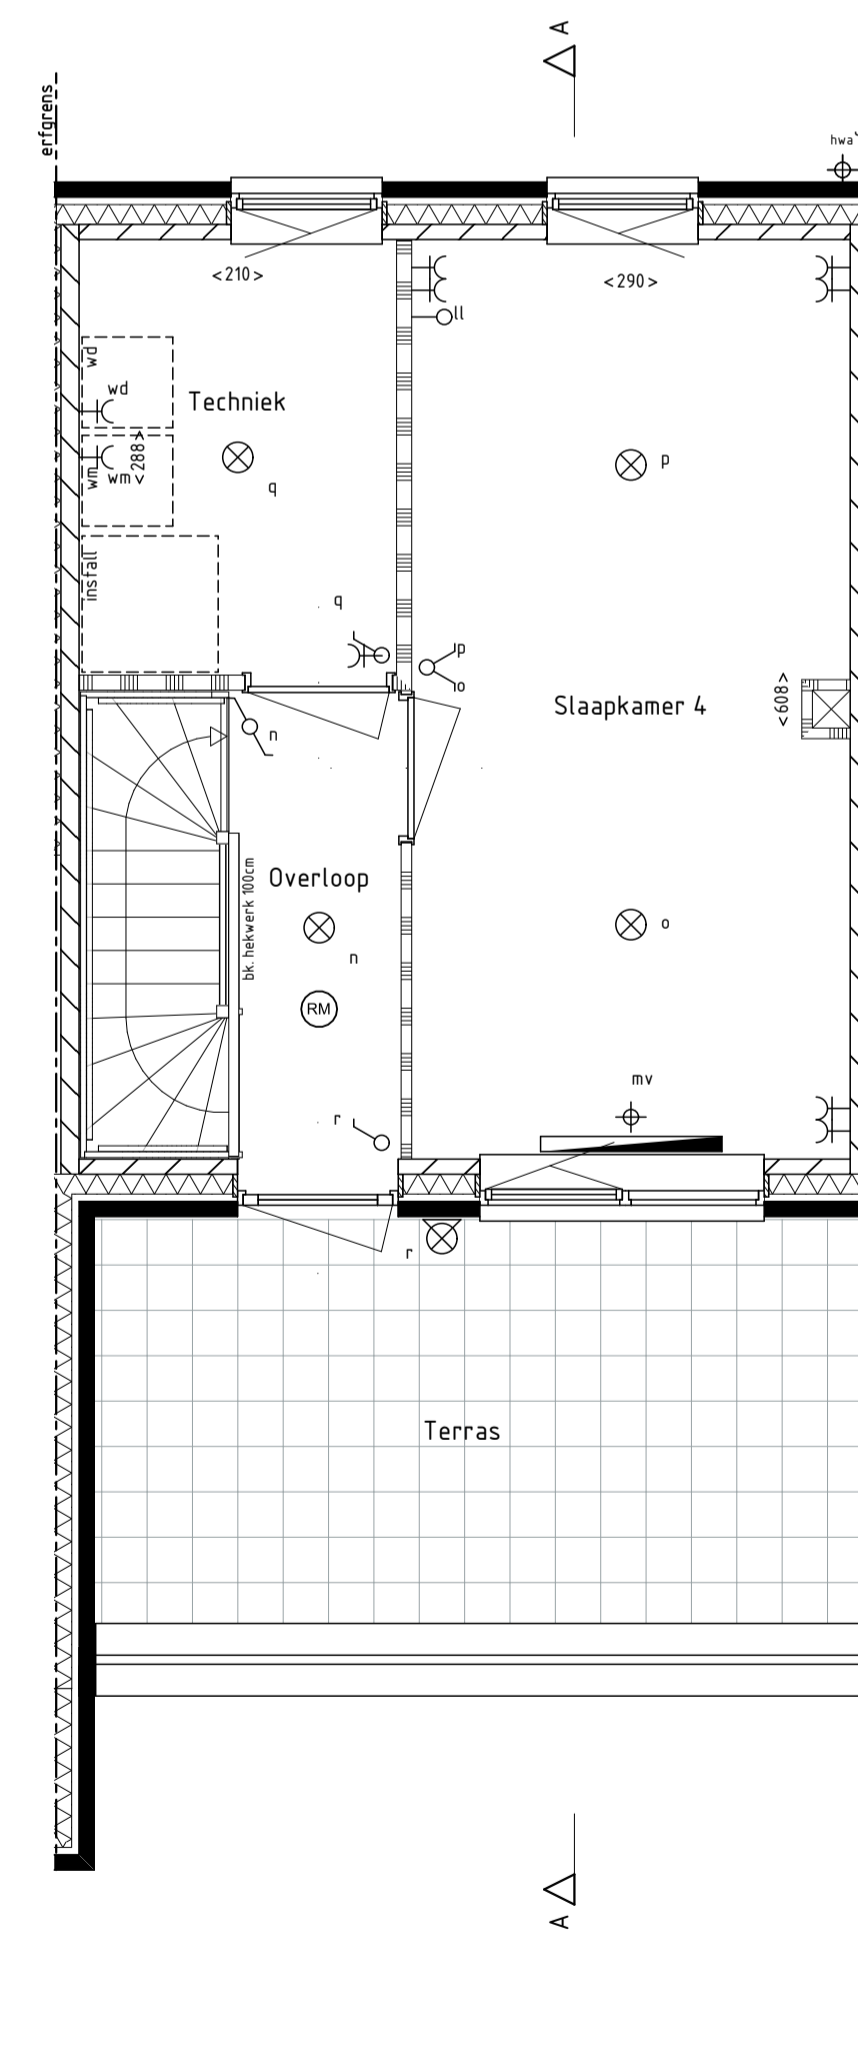 A
erfgrens
hwa
<210>
<290>
ll
wd
wd
Techniek
<288>
wm
wm
q
p
install
q
p
o
<608>
Slaapkamer 4
n
Overloop
bk. hekwerk 100cm
o
n
RM
mv
r
r
Terras
A